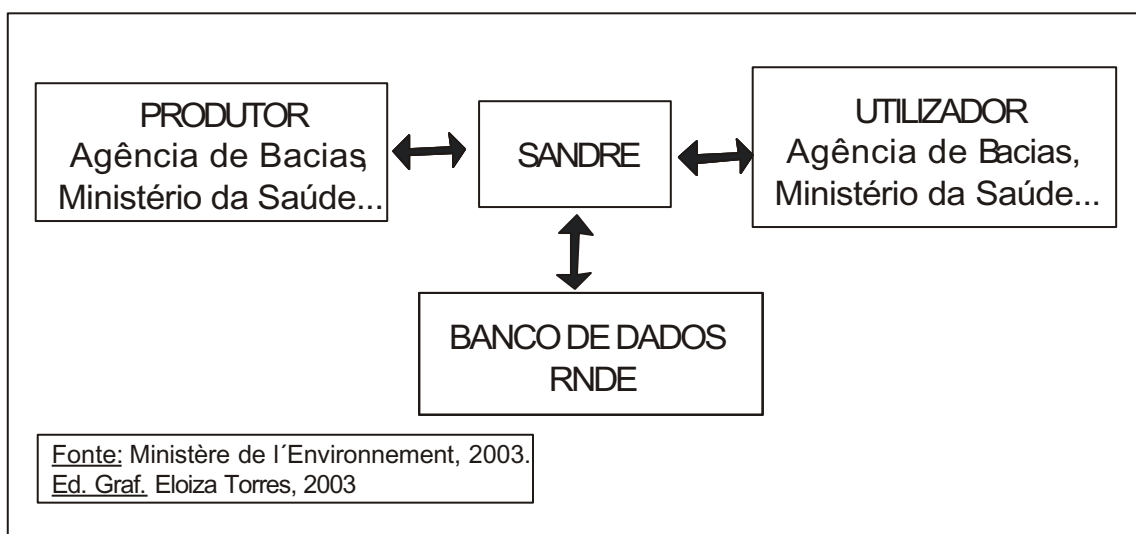 PRODUTOR
Agência de Bacias,
Ministério da Saúde...
SANDRE
UTILIZADOR
Agência de Bacias,
Ministério da Saúde...
BANCO DE DADOS
RNDE
Fonte: Ministère de l´Environnement, 2003.
Ed. Graf. Eloiza Torres, 2003